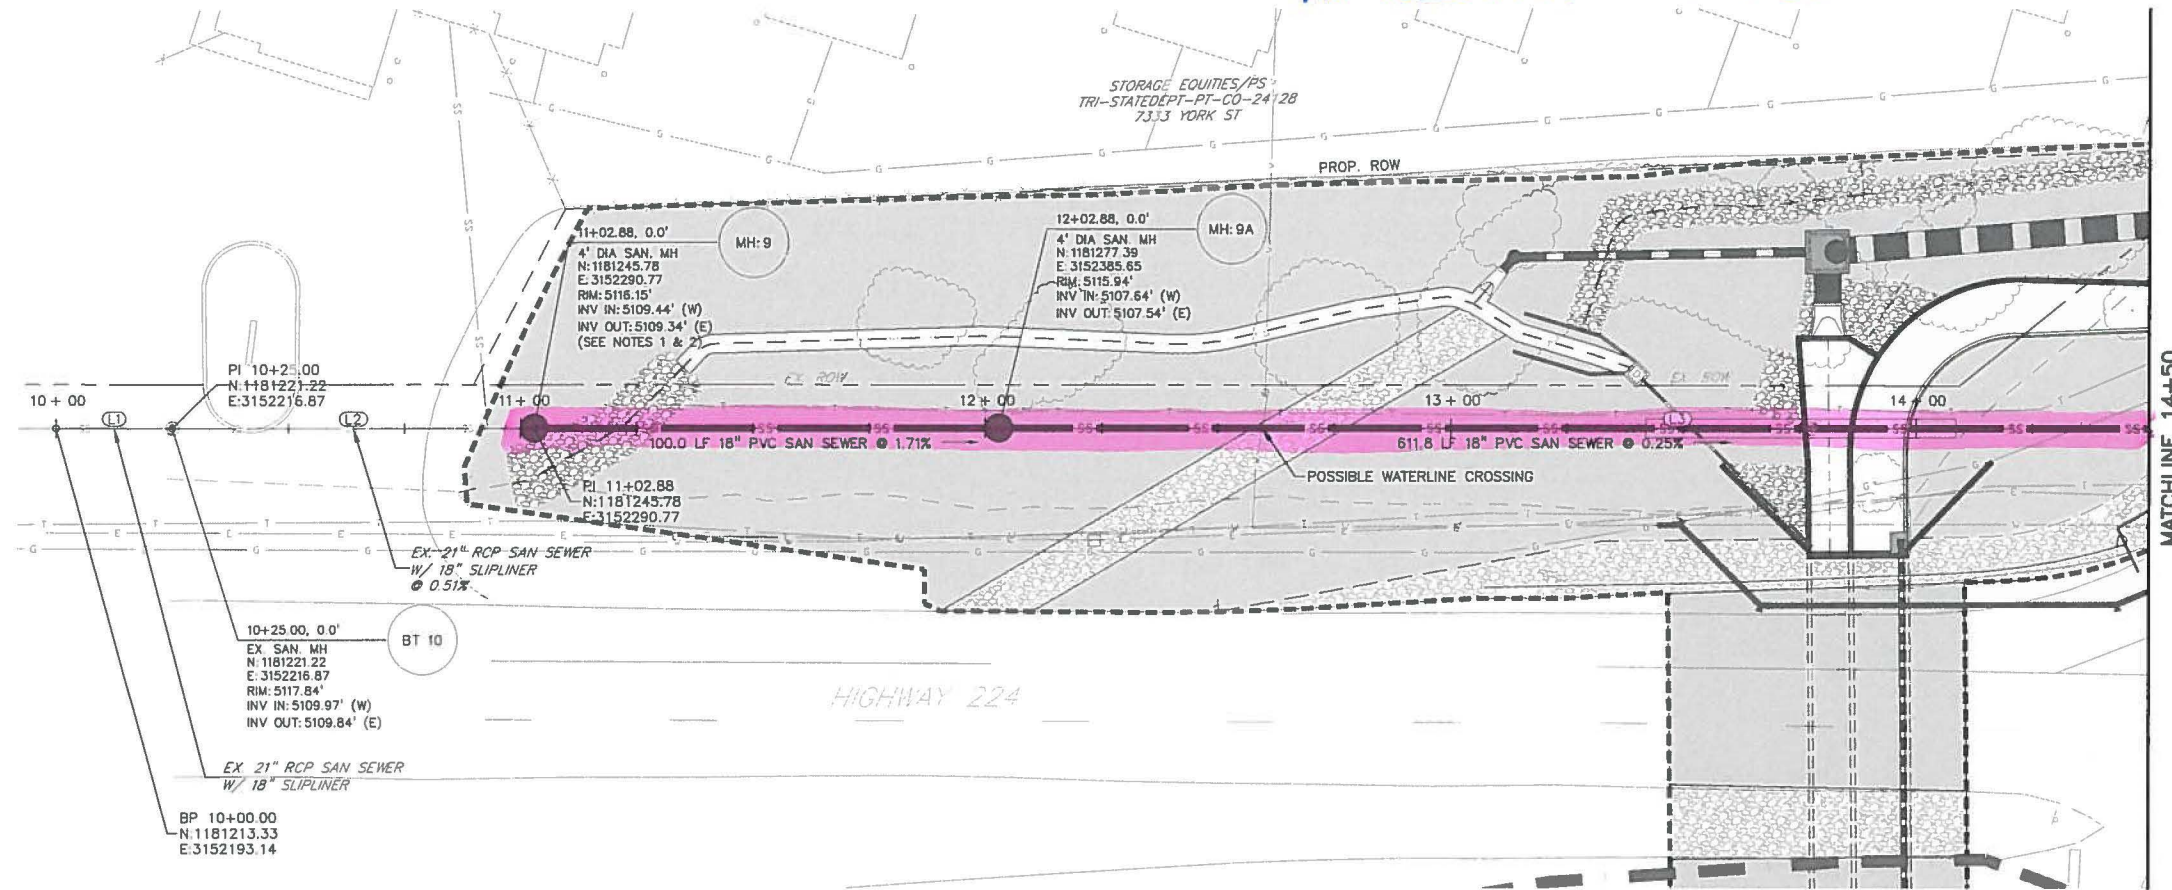 STORAGE EQUITIES/PS
TRI-STATEDEPT-PT-CO-24128
7333 YORK ST
PROP. ROW
11+02.88, 0.0'
4' DIA SAN. MH
N:1181245.78
E:3152290.77
RIM:5116.15'
INV IN:5109.44' (W)
INV OUT:5109.34' (E)
(SEE NOTES 1 & 2)
MH:9
12+02.88, 0.0'
4' DIA SAN. MH
N:1181277.39
E:3152385.65
RIM:5115.94'
INV IN:5107.64' (W)
INV OUT:5107.54' (E)
MH:9A
PI 10+25.00
N:1181221.22
E:3152216.87
EX. ROW
EX. ROW
10+00
11+00
12+00
13+00
14+00
L1
L2
L3
100.0 LF 18" PVC SAN SEWER @ 1.71%
611.8 LF 18" PVC SAN SEWER @ 0.25%
POSSIBLE WATERLINE CROSSING
MATCHLINE 14+50
PI 11+02.88
N:1181245.78
E:3152290.77
EX. 21" RCP SAN SEWER
W/ 18" SLIPLINER
@ 0.51%
10+25.00, 0.0'
EX. SAN. MH
N:1181221.22
E:3152216.87
RIM:5117.84'
INV IN:5109.97' (W)
INV OUT:5109.84' (E)
BT 10
HIGHWAY 224
EX. 21" RCP SAN SEWER
W/ 18" SLIPLINER
BP 10+00.00
N:1181213.33
E:3152193.14